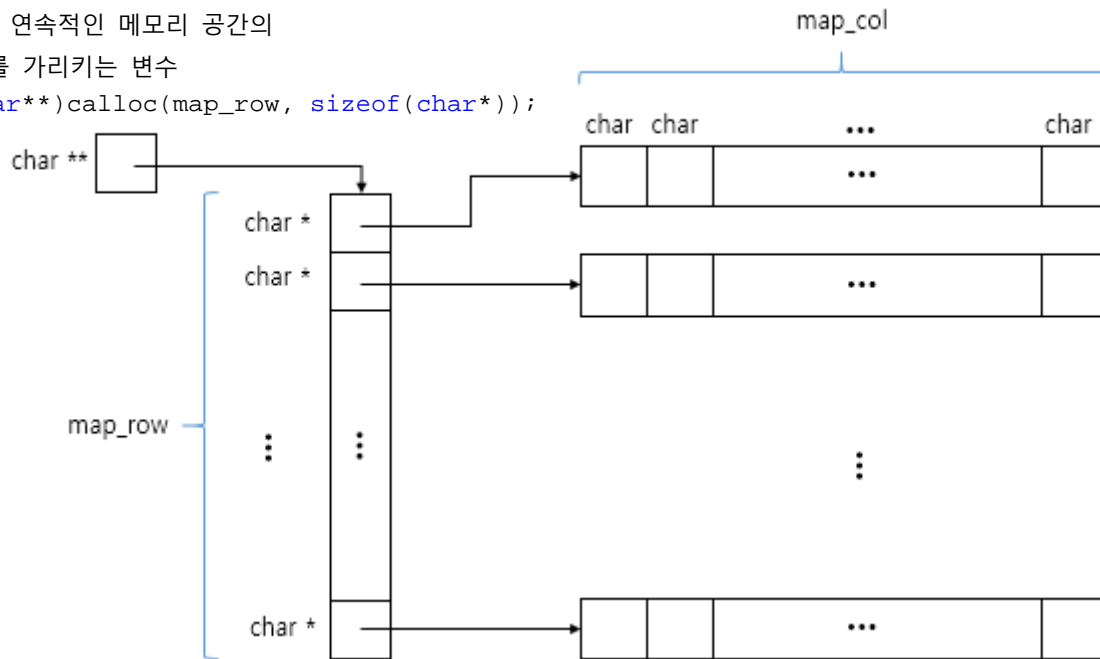 연속적인 메모리 공간의
를 가리키는 변수
ar**)calloc(map_row, sizeof(char*));
map_col
char char ... char
char **
...
char *
char *
...
map_row
⋮ ⋮
⋮
char *
...